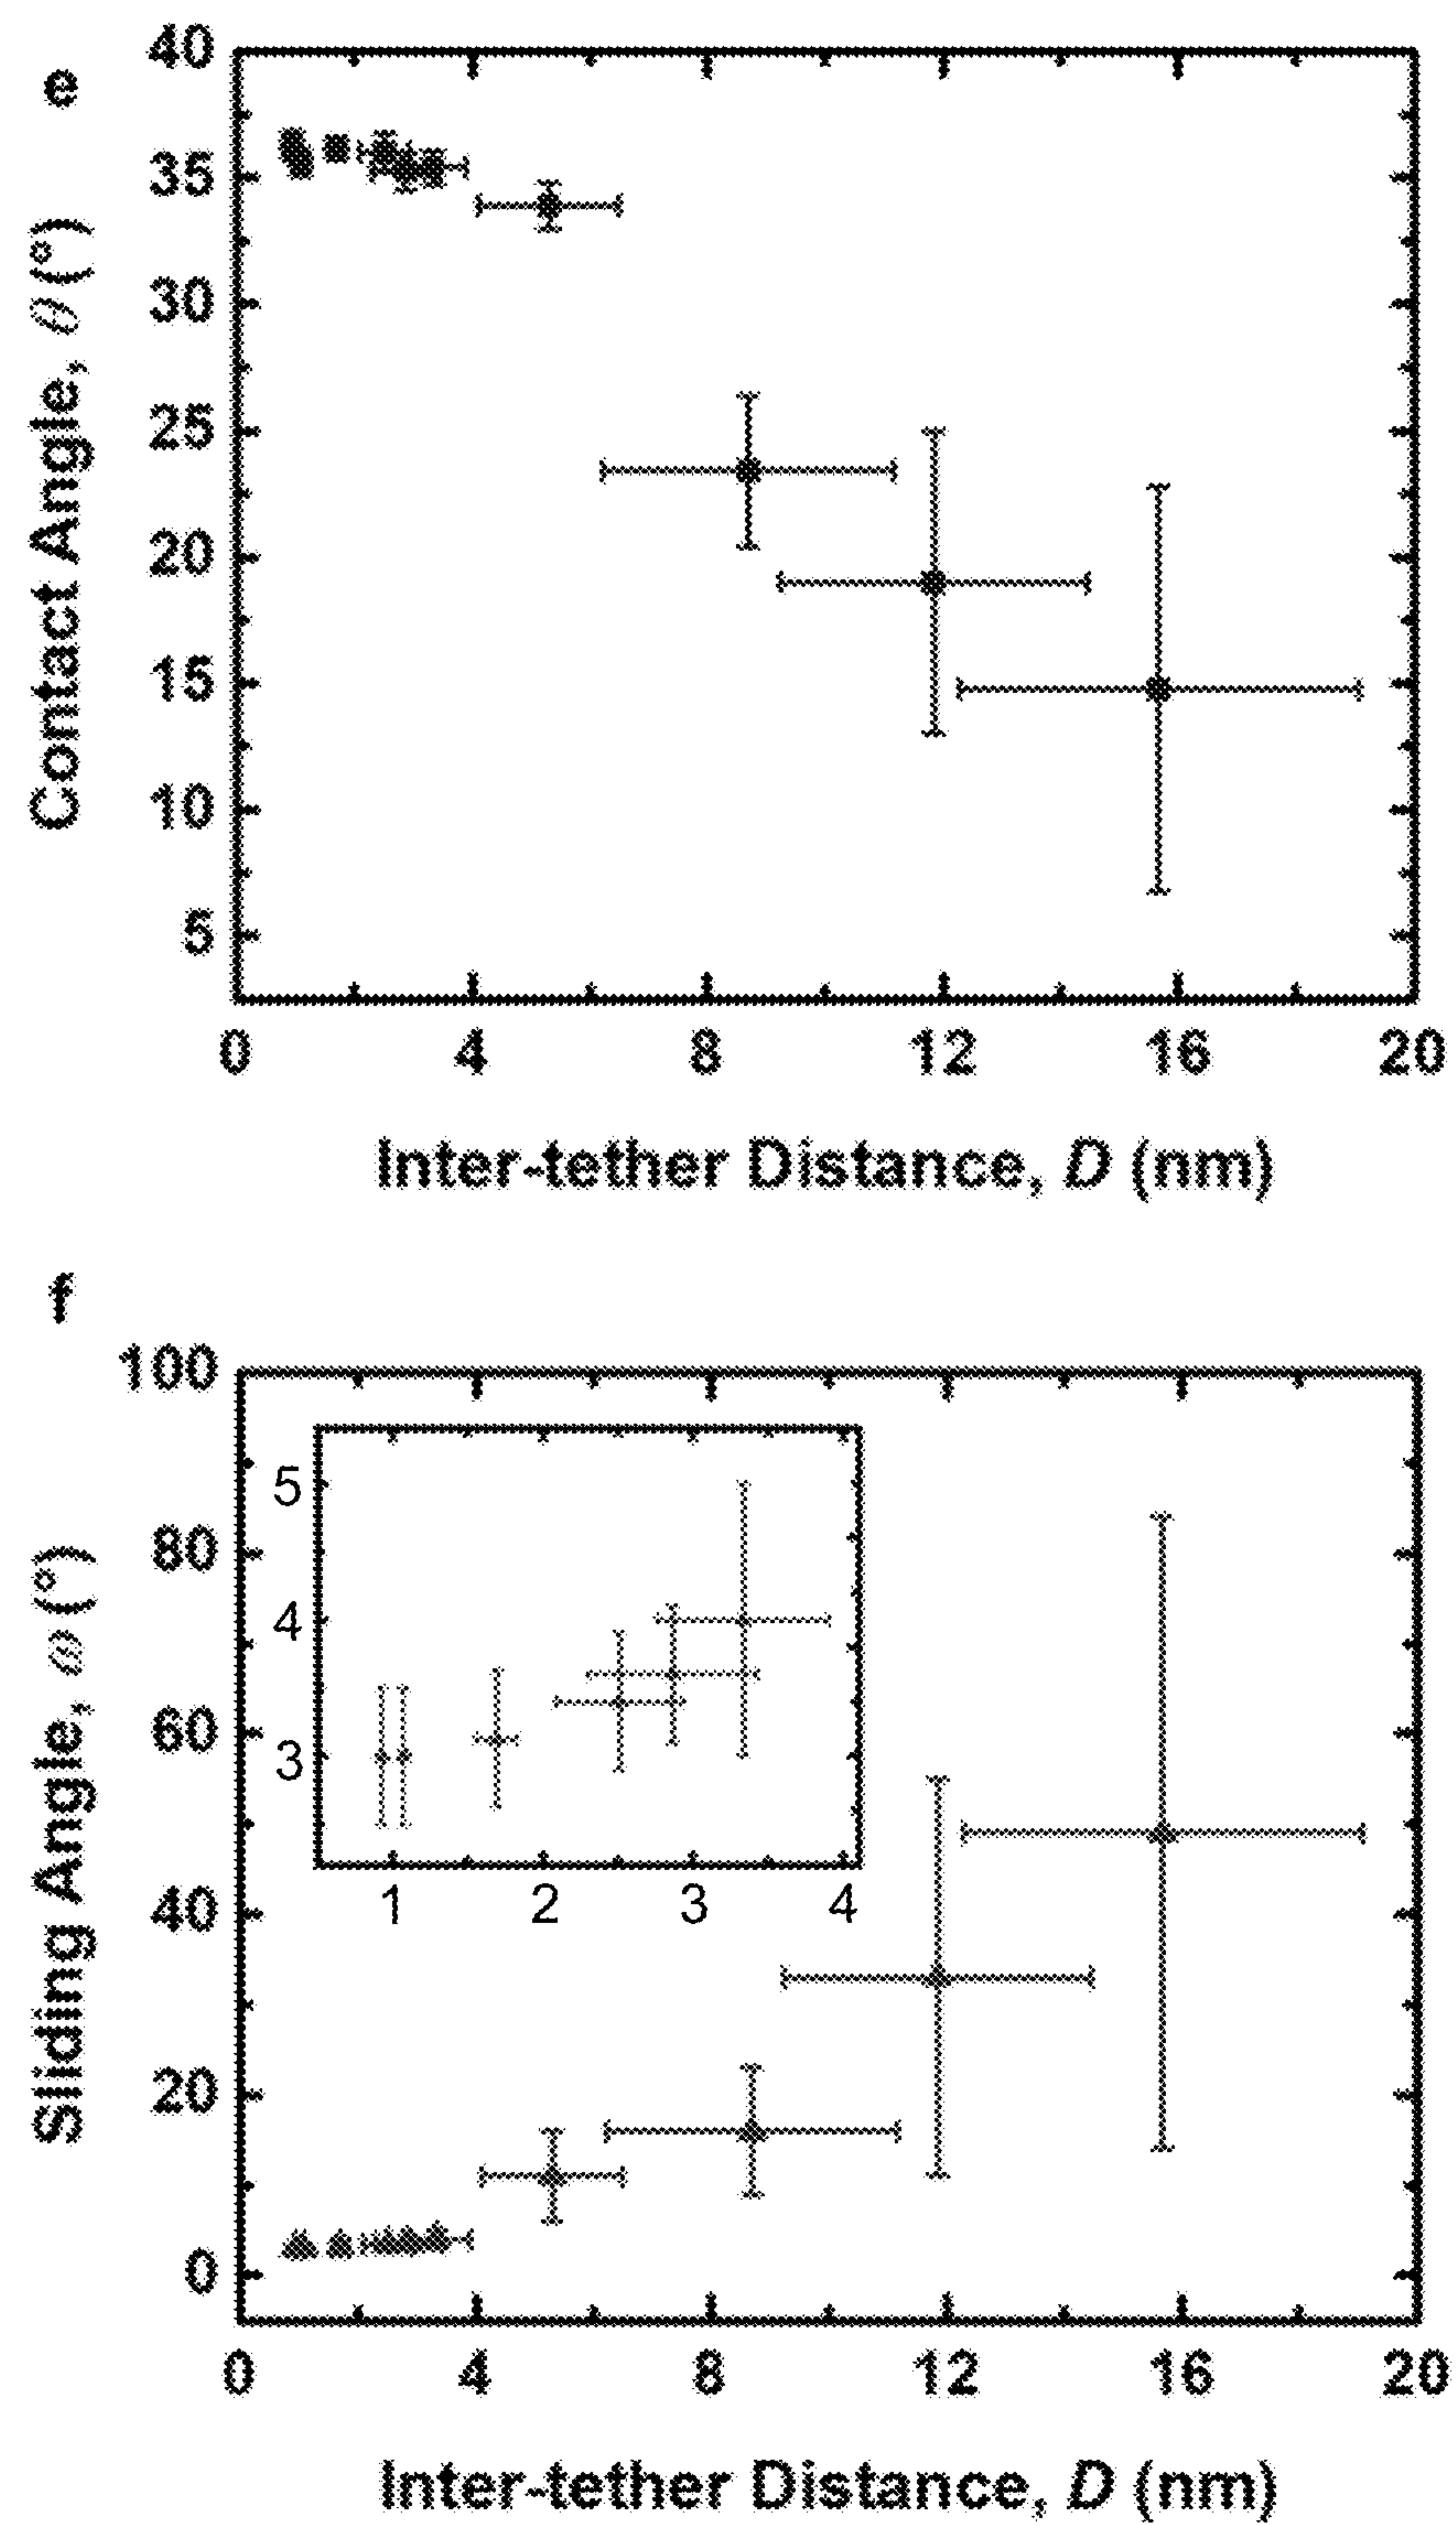 e
40
35
30
25
20
15
10
5
Contact Angle, θ (°)
0 4 8 12 16 20
Inter-tether Distance, D (nm)
f
100
80
60
40
20
0
Sliding Angle, ω (°)
5
4
3
1 2 3 4
0 4 8 12 16 20
Inter-tether Distance, D (nm)